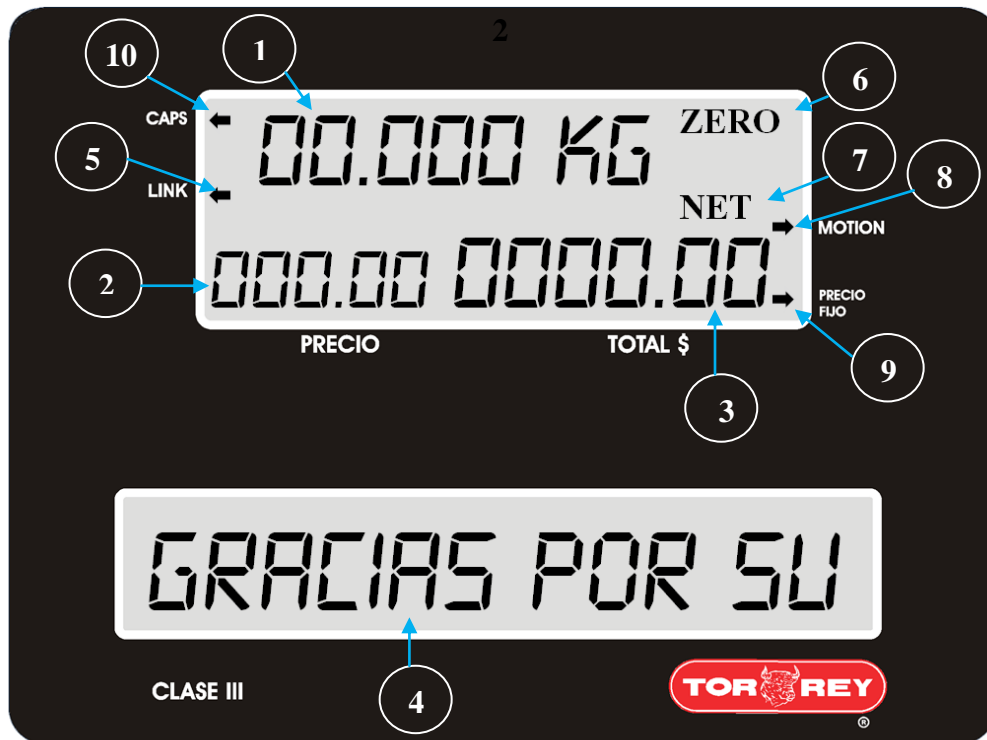 2
10
1
6
CAPS
00.000 KG
ZERO
5
7
8
LINK
NET
MOTION
2
000.00
0000.00
PRECIO
FIJO
PRECIO
TOTAL $
9
3
GRACIAS POR SU
CLASE III
4
TOR REY
®